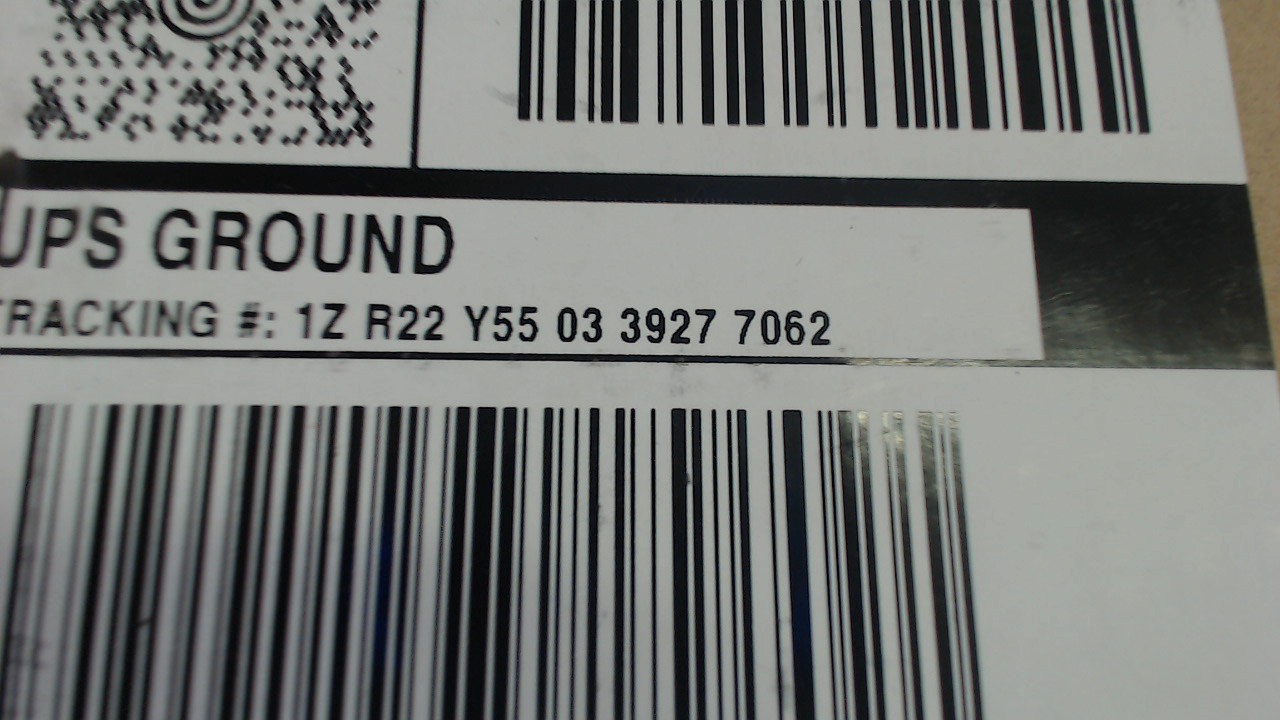 UPS GROUND
TRACKING #: 1Z R22 Y55 03 3927 7062